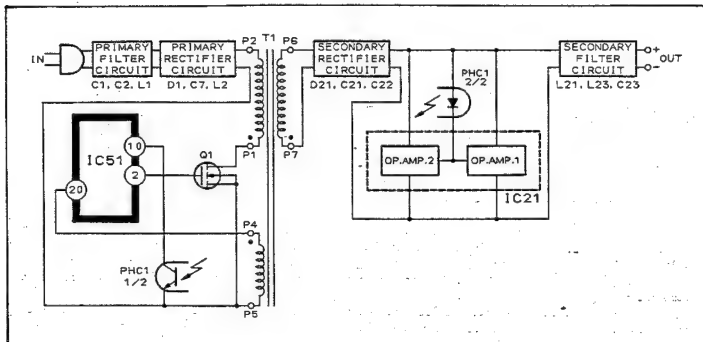 IN
PRIMARY
FILTER
CIRCUIT
C1, C2, L1
PRIMARY
RECTIFIER
CIRCUIT
D1, C7, L2
P2
T1
P6
SECONDARY
RECTIFIER
CIRCUIT
D21, C21, C22
PHC1
2/2
SECONDARY
FILTER
CIRCUIT
L21, L23, C23
+
OUT
−
P1
P7
IC51
10
2
20
Q1
OP.AMP.2
OP.AMP.1
IC21
P4
PHC1
1/2
P5